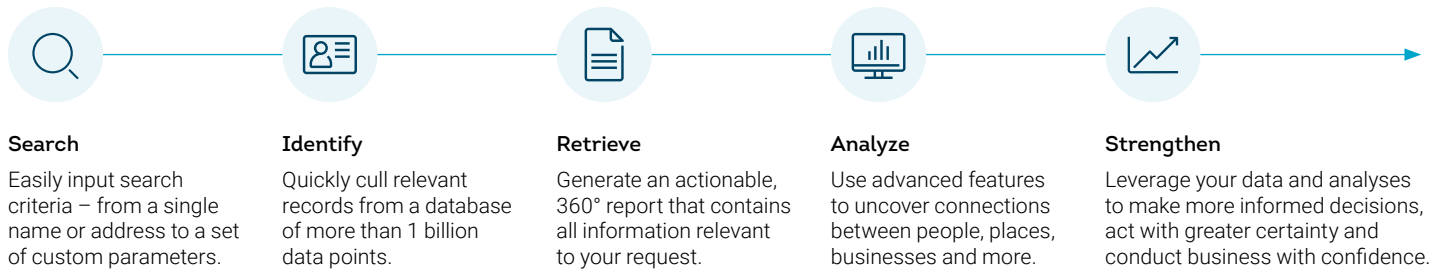 Search
Easily input search
criteria – from a single
name or address to a set
of custom parameters.
Identify
Quickly cull relevant
records from a database
of more than 1 billion
data points.
Retrieve
Generate an actionable,
360° report that contains
all information relevant
to your request.
Analyze
Use advanced features
to uncover connections
between people, places,
businesses and more.
Strengthen
Leverage your data and analyses
to make more informed decisions,
act with greater certainty and
conduct business with confidence.